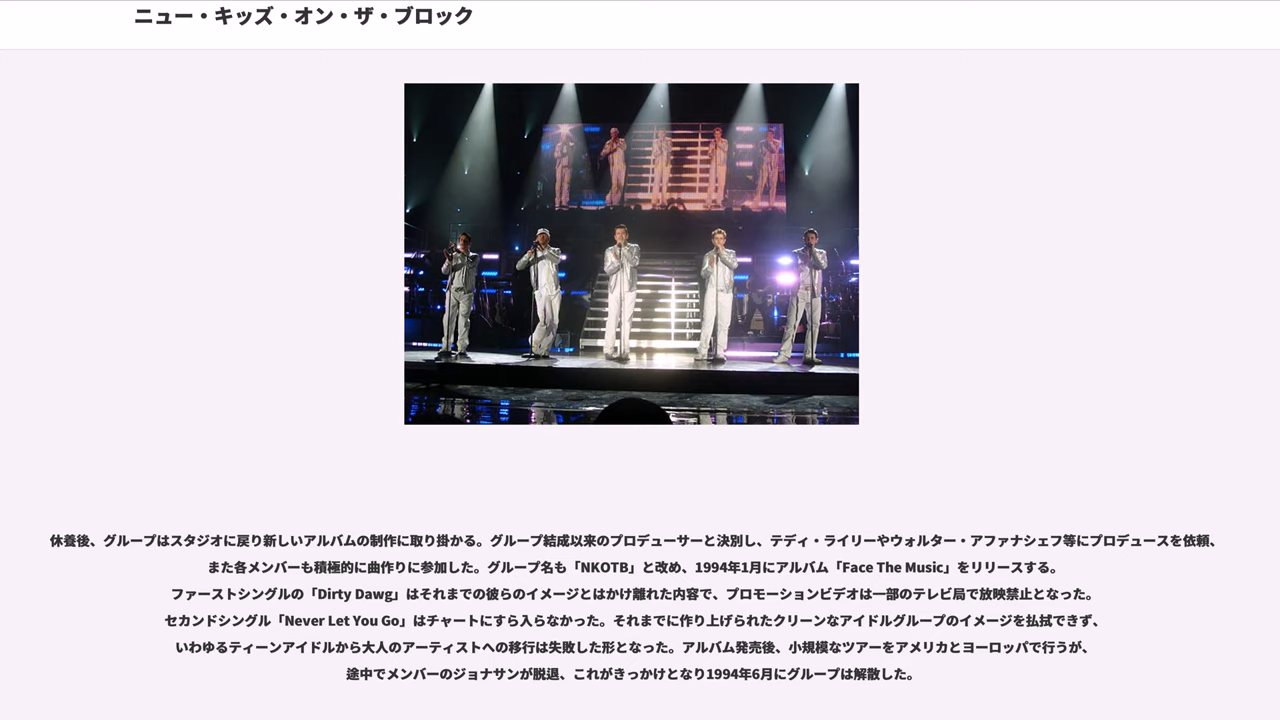 ニュー・キッズ・オン・ザ・ブロック
休養後、グループはスタジオに戻り新しいアルバムの制作に取り掛かる。グループ結成以来のプロデューサーと決別し、テディ・ライリーやウォルター・アファナシェフ等にプロデュースを依頼、
また各メンバーも積極的に曲作りに参加した。グループ名も「NKOTB」と改め、1994年1月にアルバム「Face The Music」をリリースする。
ファーストシングルの「Dirty Dawg」はそれまでの彼らのイメージとはかけ離れた内容で、プロモーションビデオは一部のテレビ局で放映禁止となった。
セカンドシングル「Never Let You Go」はチャートにすら入らなかった。それまでに作り上げられたクリーンなアイドルグループのイメージを払拭できず、
いわゆるティーンアイドルから大人のアーティストへの移行は失敗した形となった。アルバム発売後、小規模なツアーをアメリカとヨーロッパで行うが、
途中でメンバーのジョナサンが脱退、これがきっかけとなり1994年6月にグループは解散した。